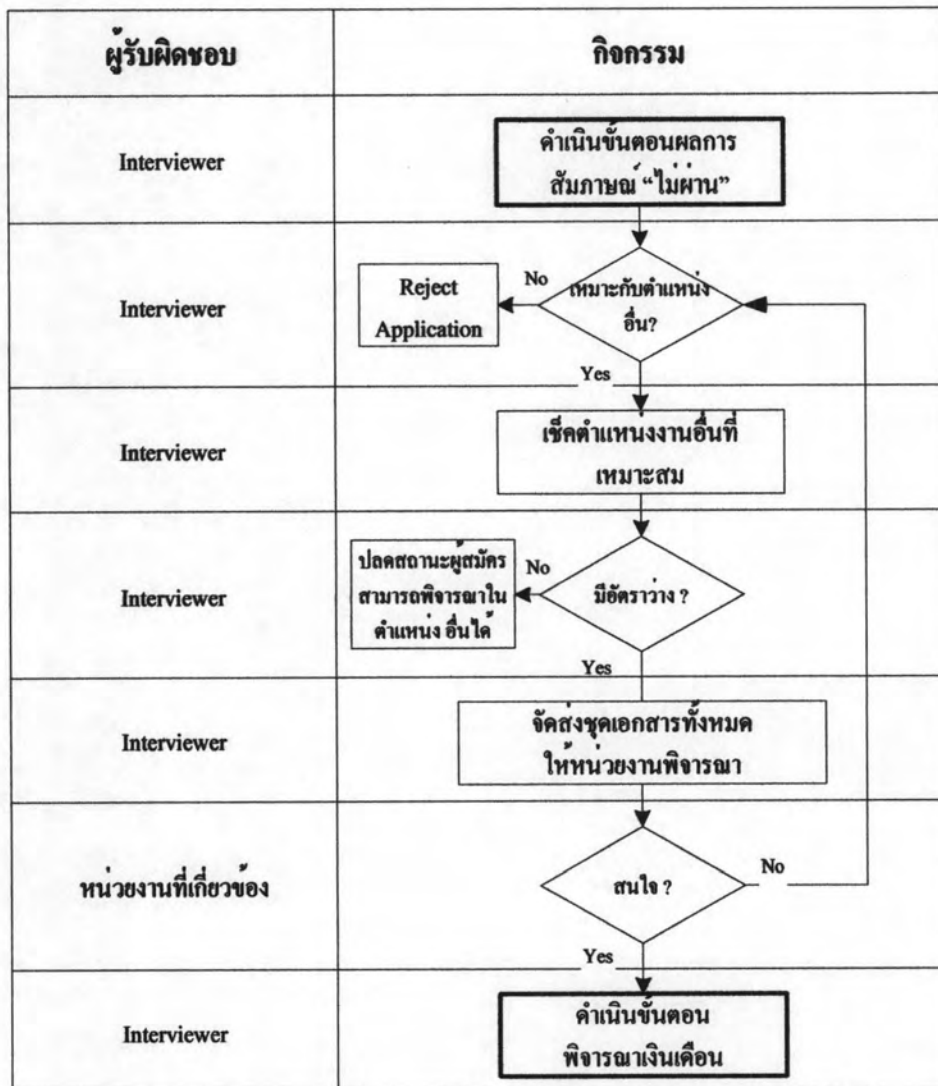 ผู้รับผิดชอบ
กิจกรรม
Interviewer
ดำเนินขั้นตอนผลการ
สัมภาษณ์ “ไม่ผ่าน”
Interviewer
Reject
Application
No
เหมาะกับตำแหน่ง
อื่น?
Yes
Interviewer
เช็คตำแหน่งงานอื่นที่
เหมาะสม
Interviewer
ปลดสถานะผู้สมัคร
สามารถพิจารณาใน
ตำแหน่ง อื่นได้
No
มีอัตราว่าง ?
Yes
Interviewer
จัดส่งชุดเอกสารทั้งหมด
ให้หน่วยงานพิจารณา
หน่วยงานที่เกี่ยวข้อง
สนใจ ?
No
Yes
Interviewer
ดำเนินขั้นตอน
พิจารณาเงินเดือน